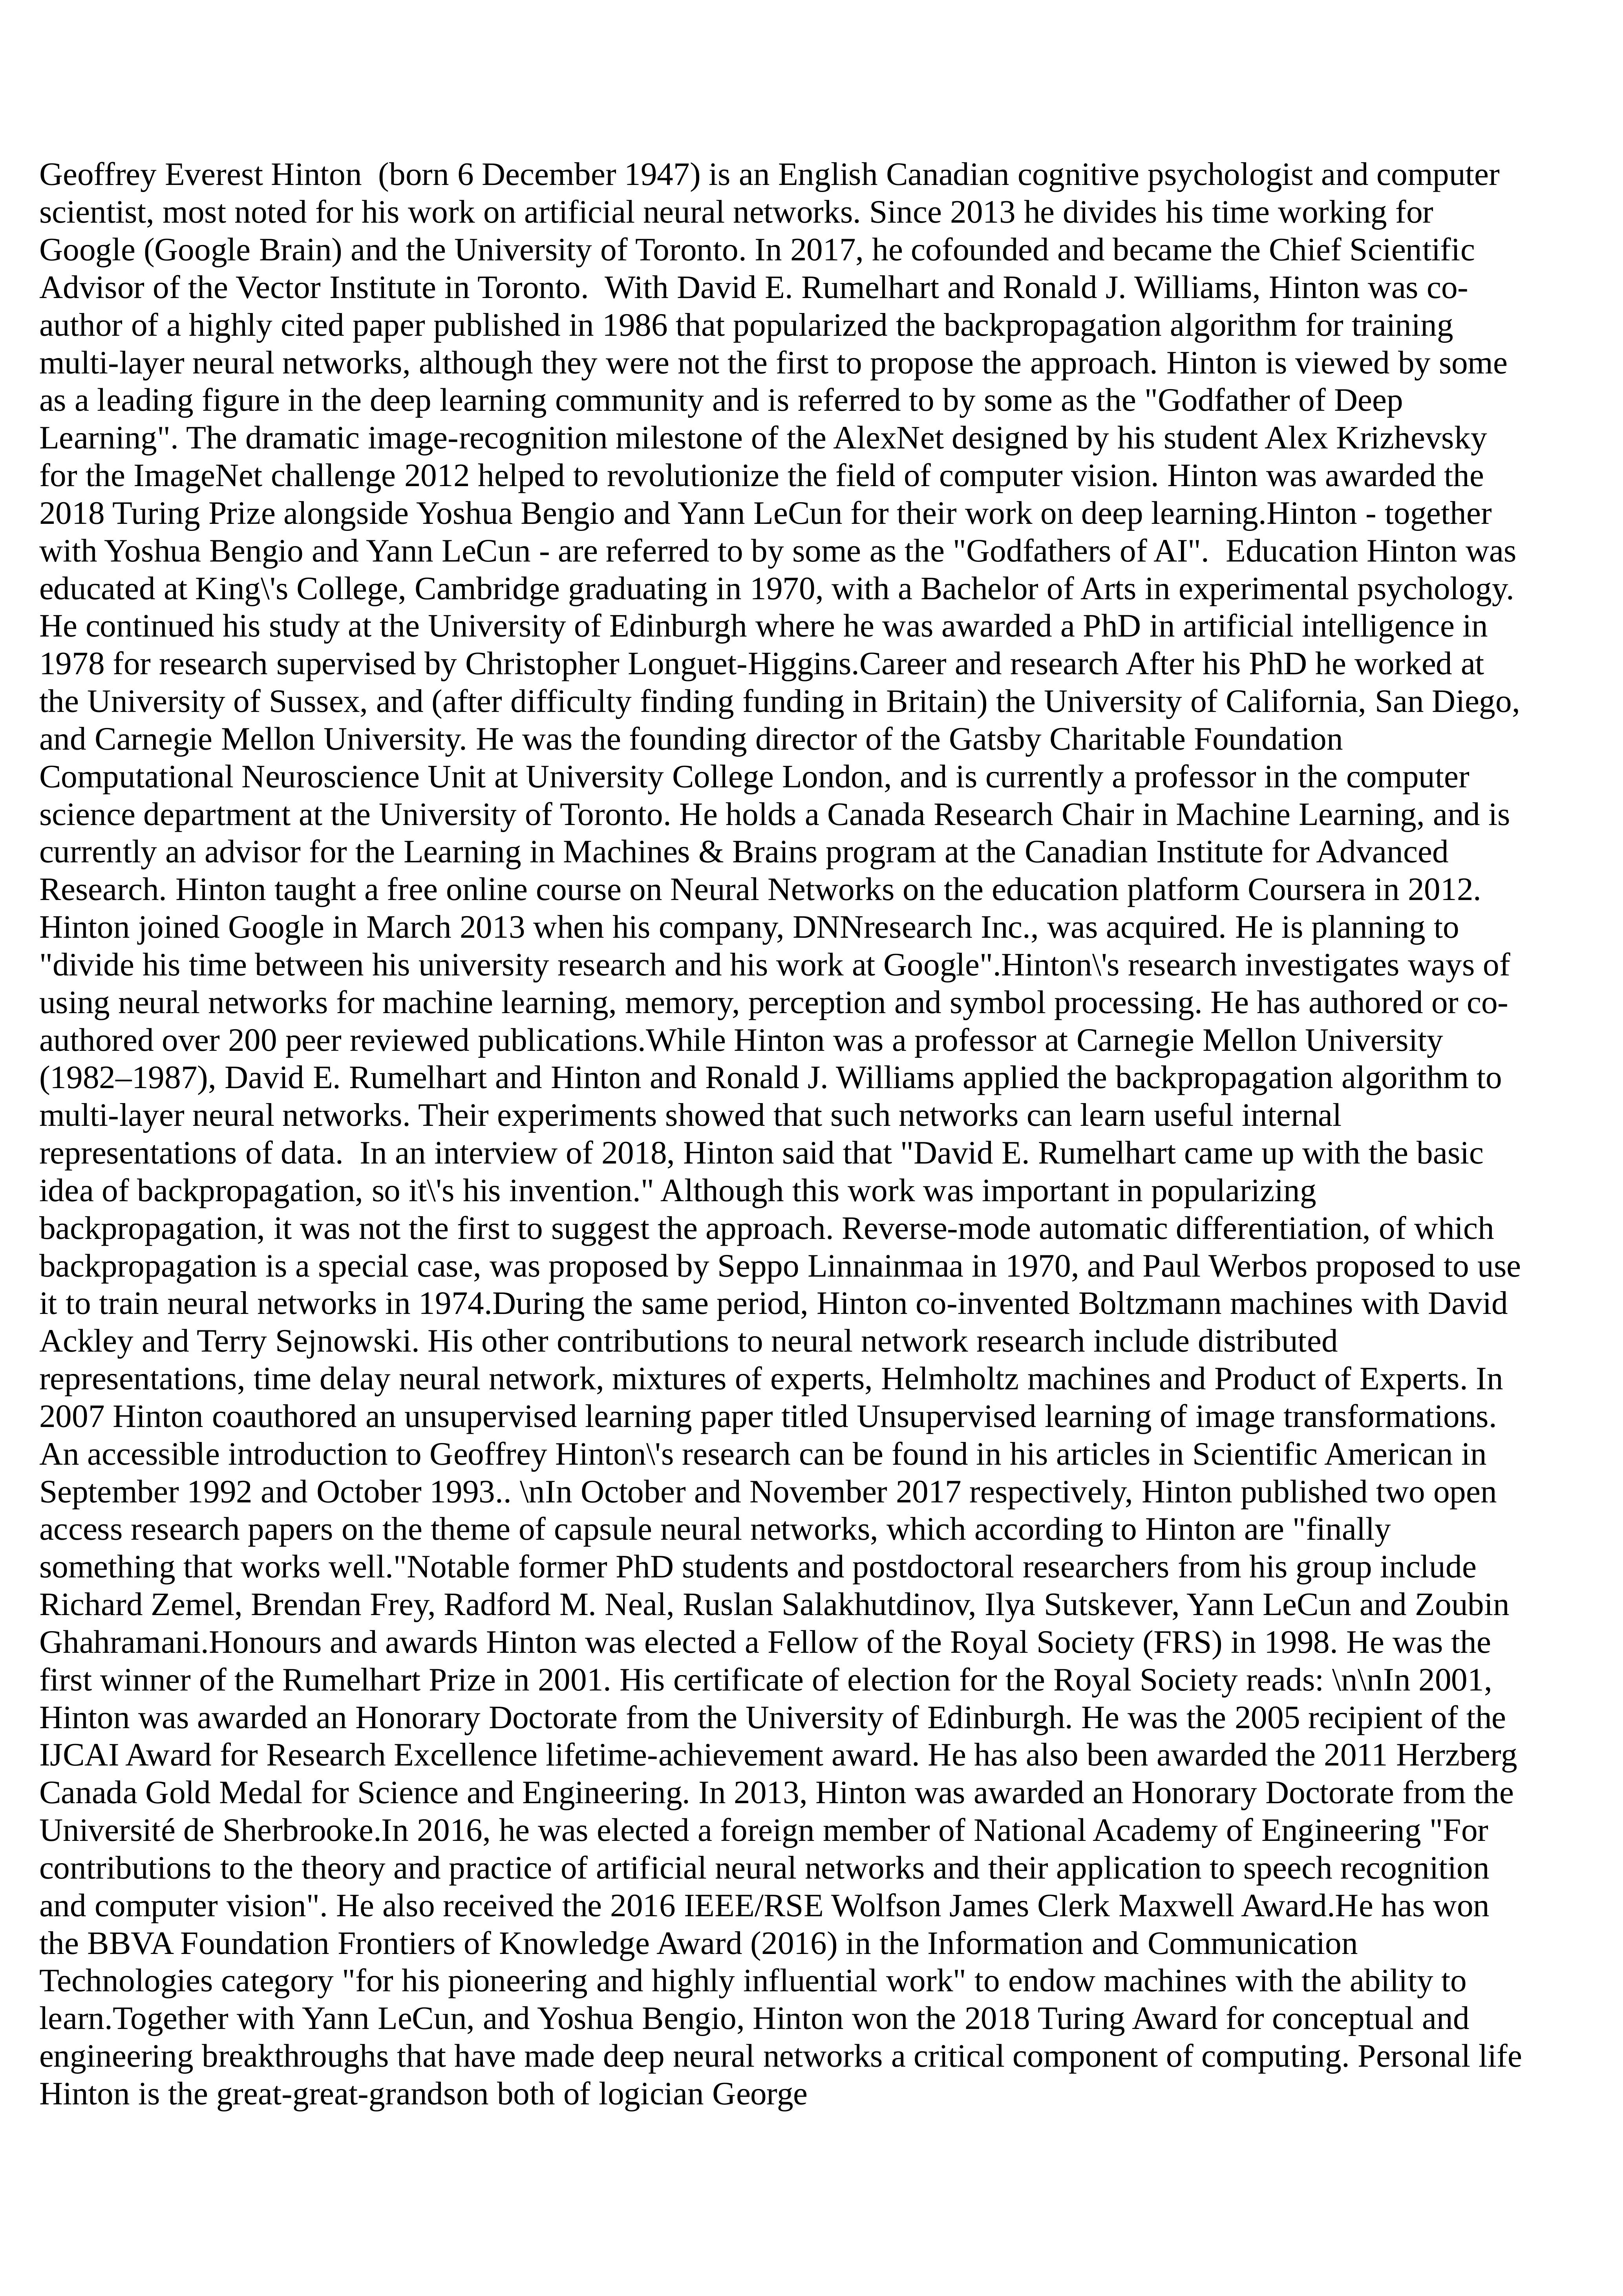 Geoffrey Everest Hinton  (born 6 December 1947) is an English Canadian cognitive psychologist and computer
scientist, most noted for his work on artificial neural networks. Since 2013 he divides his time working for
Google (Google Brain) and the University of Toronto. In 2017, he cofounded and became the Chief Scientific
Advisor of the Vector Institute in Toronto.  With David E. Rumelhart and Ronald J. Williams, Hinton was co-
author of a highly cited paper published in 1986 that popularized the backpropagation algorithm for training
multi-layer neural networks, although they were not the first to propose the approach. Hinton is viewed by some
as a leading figure in the deep learning community and is referred to by some as the "Godfather of Deep
Learning". The dramatic image-recognition milestone of the AlexNet designed by his student Alex Krizhevsky
for the ImageNet challenge 2012 helped to revolutionize the field of computer vision. Hinton was awarded the
2018 Turing Prize alongside Yoshua Bengio and Yann LeCun for their work on deep learning.Hinton - together
with Yoshua Bengio and Yann LeCun - are referred to by some as the "Godfathers of AI".  Education Hinton was
educated at King\'s College, Cambridge graduating in 1970, with a Bachelor of Arts in experimental psychology.
He continued his study at the University of Edinburgh where he was awarded a PhD in artificial intelligence in
1978 for research supervised by Christopher Longuet-Higgins.Career and research After his PhD he worked at
the University of Sussex, and (after difficulty finding funding in Britain) the University of California, San Diego,
and Carnegie Mellon University. He was the founding director of the Gatsby Charitable Foundation
Computational Neuroscience Unit at University College London, and is currently a professor in the computer
science department at the University of Toronto. He holds a Canada Research Chair in Machine Learning, and is
currently an advisor for the Learning in Machines & Brains program at the Canadian Institute for Advanced
Research. Hinton taught a free online course on Neural Networks on the education platform Coursera in 2012.
Hinton joined Google in March 2013 when his company, DNNresearch Inc., was acquired. He is planning to
"divide his time between his university research and his work at Google".Hinton\'s research investigates ways of
using neural networks for machine learning, memory, perception and symbol processing. He has authored or co-
authored over 200 peer reviewed publications.While Hinton was a professor at Carnegie Mellon University
(1982–1987), David E. Rumelhart and Hinton and Ronald J. Williams applied the backpropagation algorithm to
multi-layer neural networks. Their experiments showed that such networks can learn useful internal
representations of data.  In an interview of 2018, Hinton said that "David E. Rumelhart came up with the basic
idea of backpropagation, so it\'s his invention." Although this work was important in popularizing
backpropagation, it was not the first to suggest the approach. Reverse-mode automatic differentiation, of which
backpropagation is a special case, was proposed by Seppo Linnainmaa in 1970, and Paul Werbos proposed to use
it to train neural networks in 1974.During the same period, Hinton co-invented Boltzmann machines with David
Ackley and Terry Sejnowski. His other contributions to neural network research include distributed
representations, time delay neural network, mixtures of experts, Helmholtz machines and Product of Experts. In
2007 Hinton coauthored an unsupervised learning paper titled Unsupervised learning of image transformations.
An accessible introduction to Geoffrey Hinton\'s research can be found in his articles in Scientific American in
September 1992 and October 1993.. \nIn October and November 2017 respectively, Hinton published two open
access research papers on the theme of capsule neural networks, which according to Hinton are "finally
something that works well."Notable former PhD students and postdoctoral researchers from his group include
Richard Zemel, Brendan Frey, Radford M. Neal, Ruslan Salakhutdinov, Ilya Sutskever, Yann LeCun and Zoubin
Ghahramani.Honours and awards Hinton was elected a Fellow of the Royal Society (FRS) in 1998. He was the
first winner of the Rumelhart Prize in 2001. His certificate of election for the Royal Society reads: \n\nIn 2001,
Hinton was awarded an Honorary Doctorate from the University of Edinburgh. He was the 2005 recipient of the
IJCAI Award for Research Excellence lifetime-achievement award. He has also been awarded the 2011 Herzberg
Canada Gold Medal for Science and Engineering. In 2013, Hinton was awarded an Honorary Doctorate from the
Université de Sherbrooke.In 2016, he was elected a foreign member of National Academy of Engineering "For
contributions to the theory and practice of artificial neural networks and their application to speech recognition
and computer vision". He also received the 2016 IEEE/RSE Wolfson James Clerk Maxwell Award.He has won
the BBVA Foundation Frontiers of Knowledge Award (2016) in the Information and Communication
Technologies category "for his pioneering and highly influential work" to endow machines with the ability to
learn.Together with Yann LeCun, and Yoshua Bengio, Hinton won the 2018 Turing Award for conceptual and
engineering breakthroughs that have made deep neural networks a critical component of computing. Personal life
Hinton is the great-great-grandson both of logician George